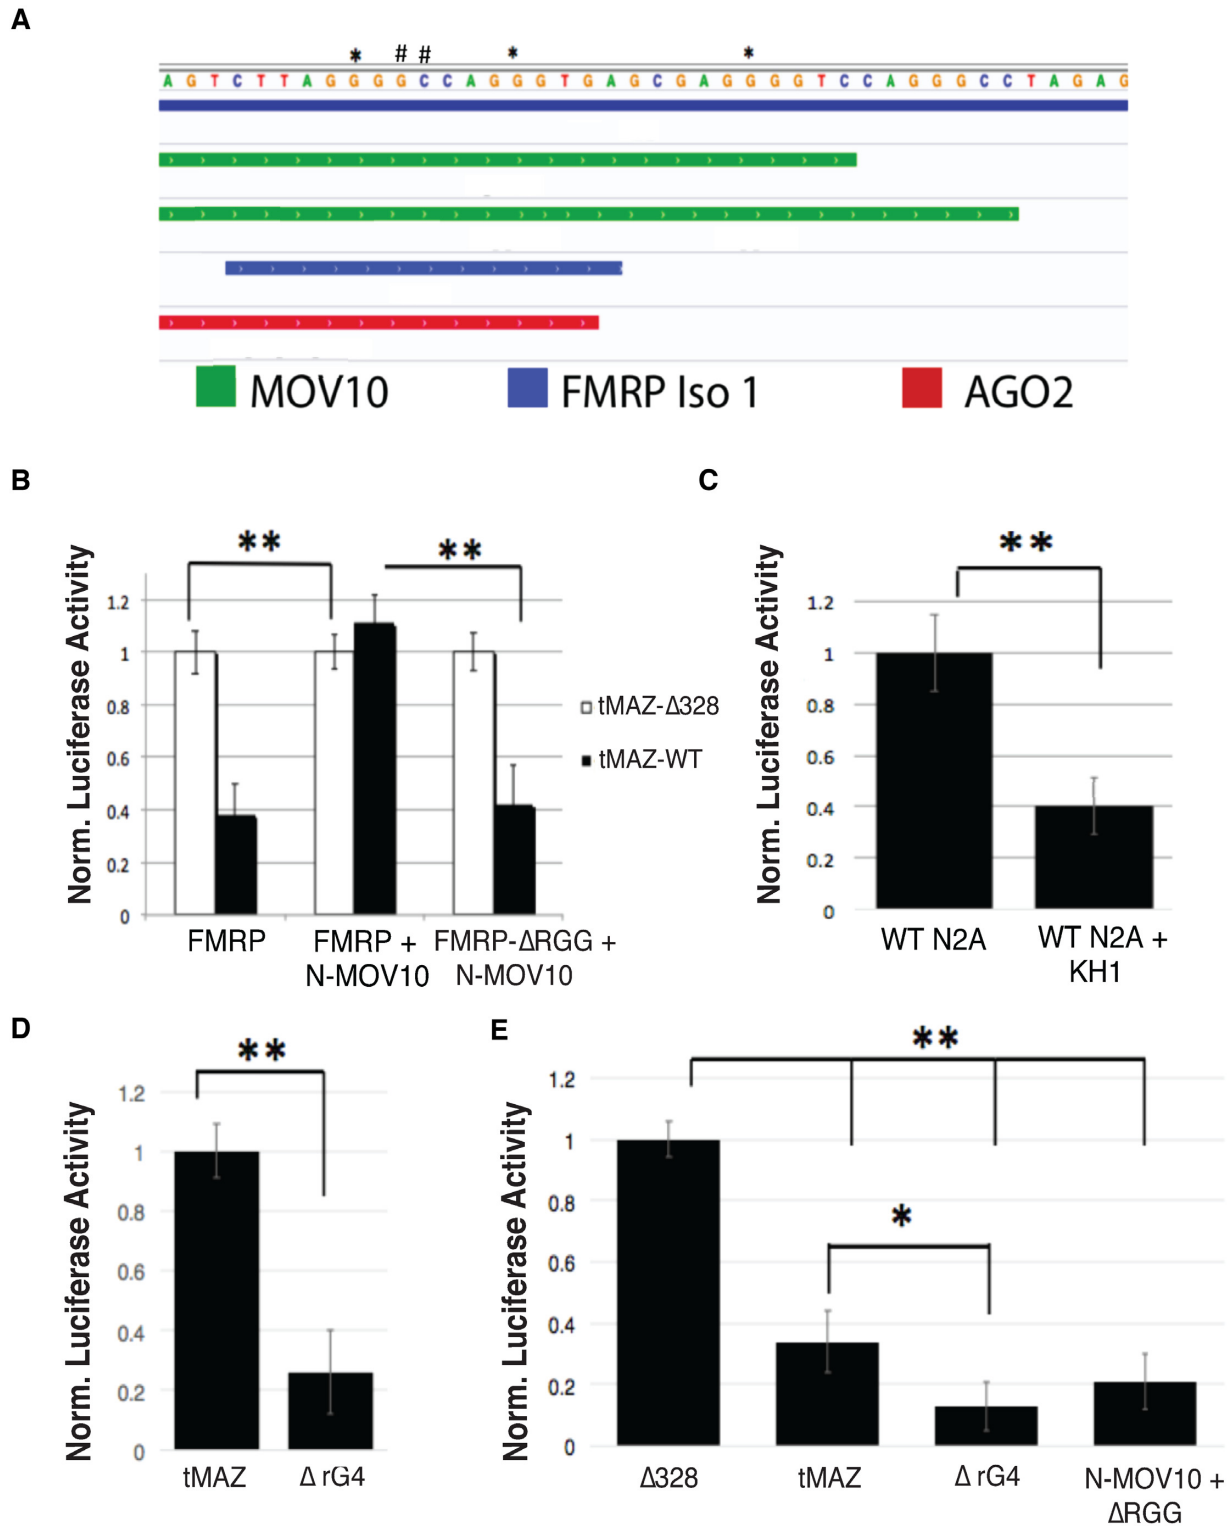 A
* # # * *
A G T C T T A G G G G C C A G G G T G A G C G A G G G G T C C A G G G C C T A G A G
MOV10 FMRP Iso 1 AGO2
B
Norm. Luciferase Activity
** **
1.2
1
0.8
0.6
0.4
0.2
0
tMAZ-Δ328
tMAZ-WT
FMRP
FMRP +
N-MOV10
FMRP-ΔRGG +
N-MOV10
C
Norm. Luciferase Activity
**
1.2
1
0.8
0.6
0.4
0.2
0
WT N2A
WT N2A +
KH1
D
Norm. Luciferase Activity
**
1.2
1
0.8
0.6
0.4
0.2
0
tMAZ
Δ rG4
E
Norm. Luciferase Activity
**
*
1.2
1
0.8
0.6
0.4
0.2
0
Δ328
tMAZ
Δ rG4
N-MOV10 +
ΔRGG